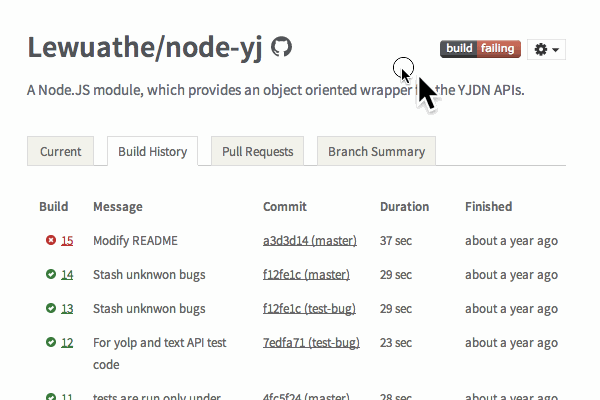 Lewuathe/node-yj
build failing
A Node.JS module, which provides an object oriented wrapper the YJDN APIs.
Current Build History Pull Requests Branch Summary
Build Message Commit Duration Finished
15 Modify README a3d3d14 (master) 37 sec about a year ago
14 Stash unknwon bugs f12fe1c (master) 29 sec about a year ago
13 Stash unknwon bugs f12fe1c (test-bug) 29 sec about a year ago
12 For yolp and text API test 7edfa71 (test-bug) 23 sec about a year ago
code
11 tests are run only under 4fc5f24 (master) 28 sec about a year ago